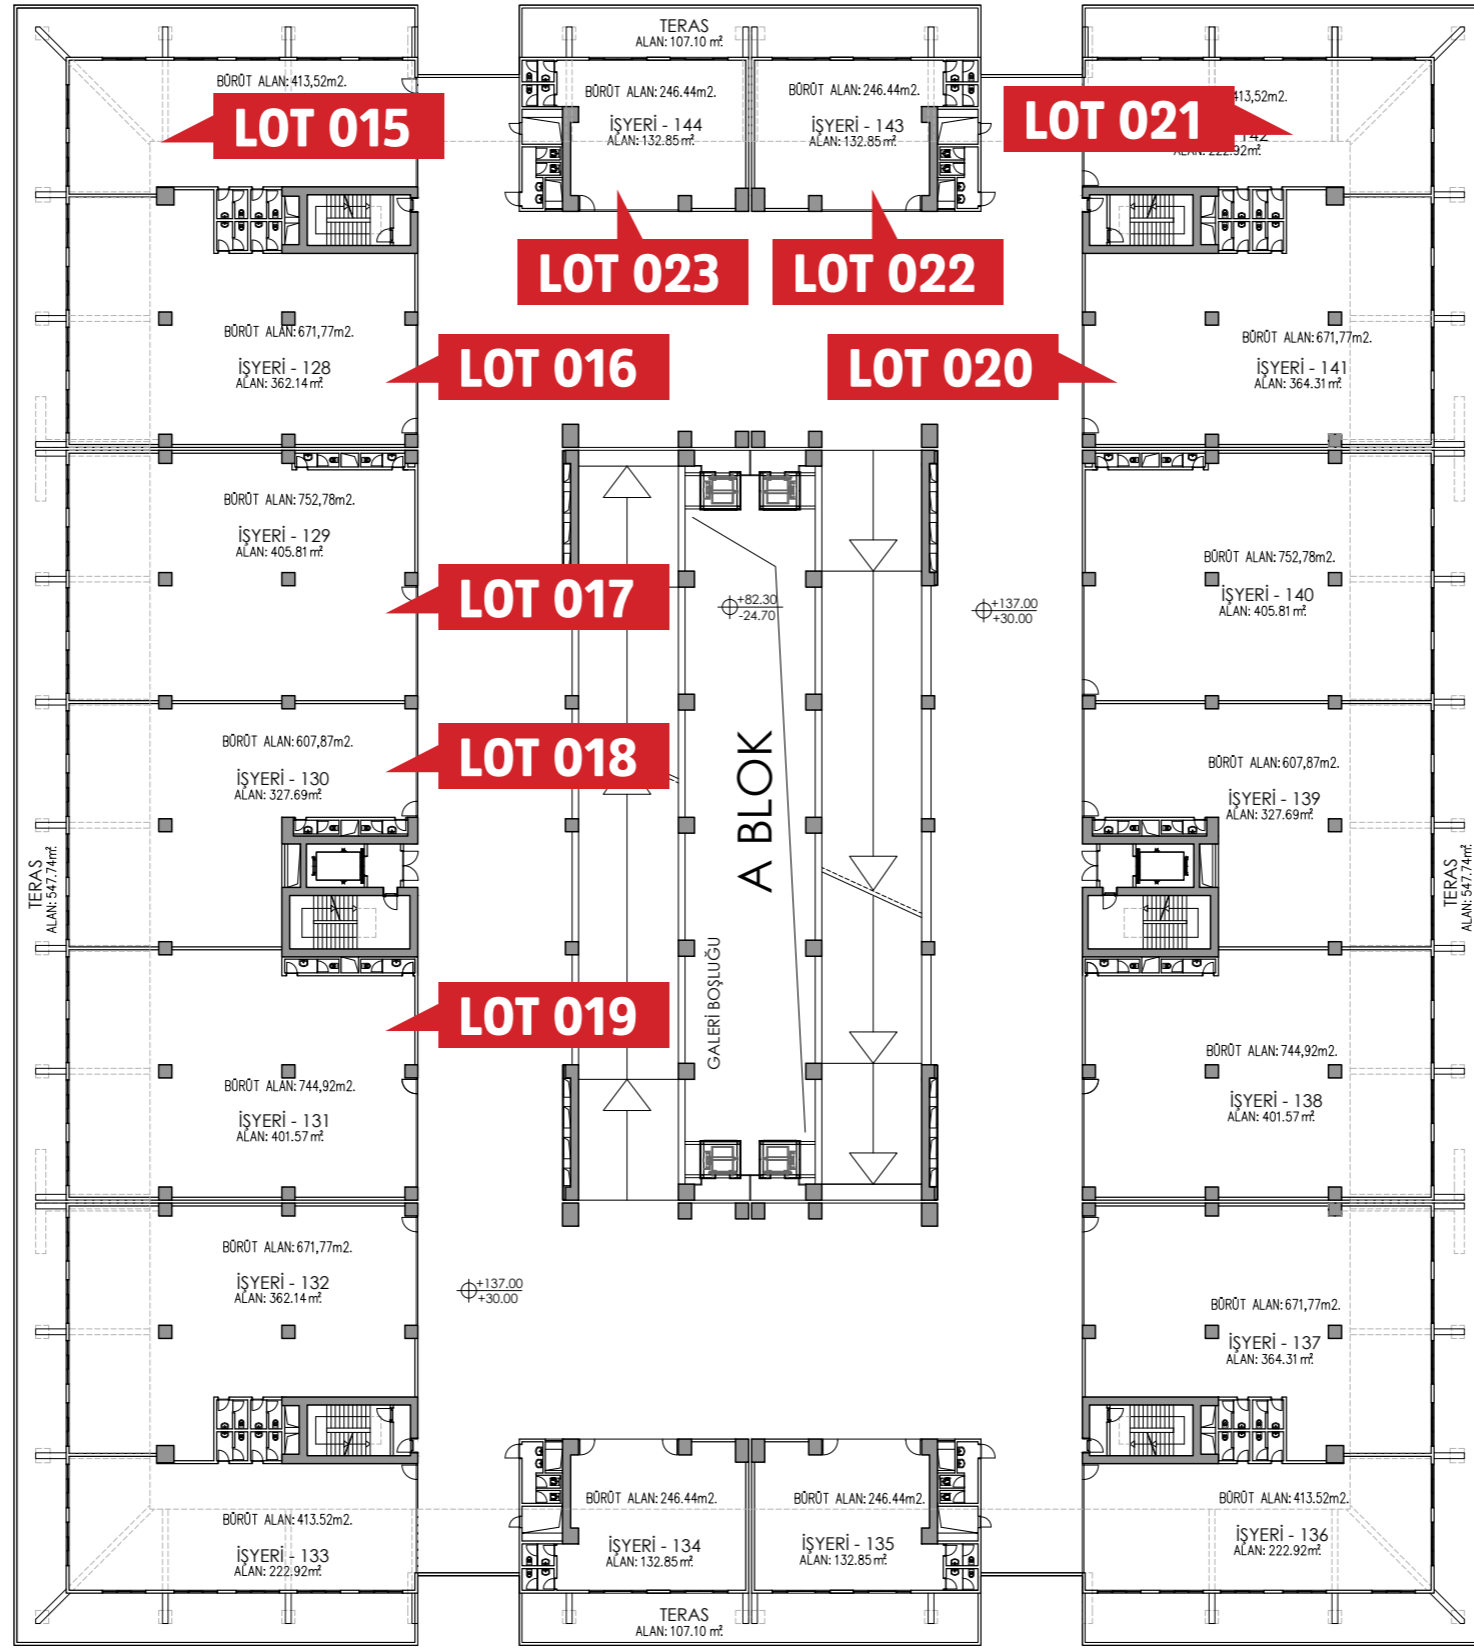 TERAS
ALAN: 107.10 m²
BÜRÜT ALAN: 413,52m2.
LOT 015
BÜRÜT ALAN: 246.44m2.
İŞYERİ - 144
ALAN: 132.85 m²
BÜRÜT ALAN: 246.44m2.
İŞYERİ - 143
ALAN: 132.85 m²
413,52m2.
LOT 021
142
ALAN: 222.92m²
LOT 023
LOT 022
BÜRÜT ALAN: 671,77m2.
İŞYERİ - 128
ALAN: 362.14 m²
LOT 016
LOT 020
BÜRÜT ALAN: 671,77m2.
İŞYERİ - 141
ALAN: 364.31 m²
BÜRÜT ALAN: 752,78m2.
İŞYERİ - 129
ALAN: 405.81 m²
LOT 017
+82.30
-24.70
+137.00
+30.00
BÜRÜT ALAN: 752,78m2.
İŞYERİ - 140
ALAN: 405.81 m²
BÜRÜT ALAN: 607,87m2.
İŞYERİ - 130
ALAN: 327.69m²
LOT 018
A BLOK
BÜRÜT ALAN: 607,87m2.
İŞYERİ - 139
ALAN: 327.69 m²
TERAS
ALAN: 547.74m²
TERAS
ALAN: 547.74m²
GALERİ BOŞLUĞU
LOT 019
BÜRÜT ALAN: 744,92m2.
İŞYERİ - 131
ALAN: 401.57 m²
BÜRÜT ALAN: 744,92m2.
İŞYERİ - 138
ALAN: 401.57 m²
BÜRÜT ALAN: 671,77m2.
İŞYERİ - 132
ALAN: 362.14 m²
+137.00
+30.00
BÜRÜT ALAN: 671,77m2.
İŞYERİ - 137
ALAN: 364.31 m²
BÜRÜT ALAN: 413.52m2.
İŞYERİ - 133
ALAN: 222.92m²
BÜRÜT ALAN: 246.44m2.
İŞYERİ - 134
ALAN: 132.85 m²
BÜRÜT ALAN: 246.44m2.
İŞYERİ - 135
ALAN: 132.85 m²
BÜRÜT ALAN: 413.52m2.
İŞYERİ - 136
ALAN: 222.92m²
TERAS
ALAN: 107.10 m²